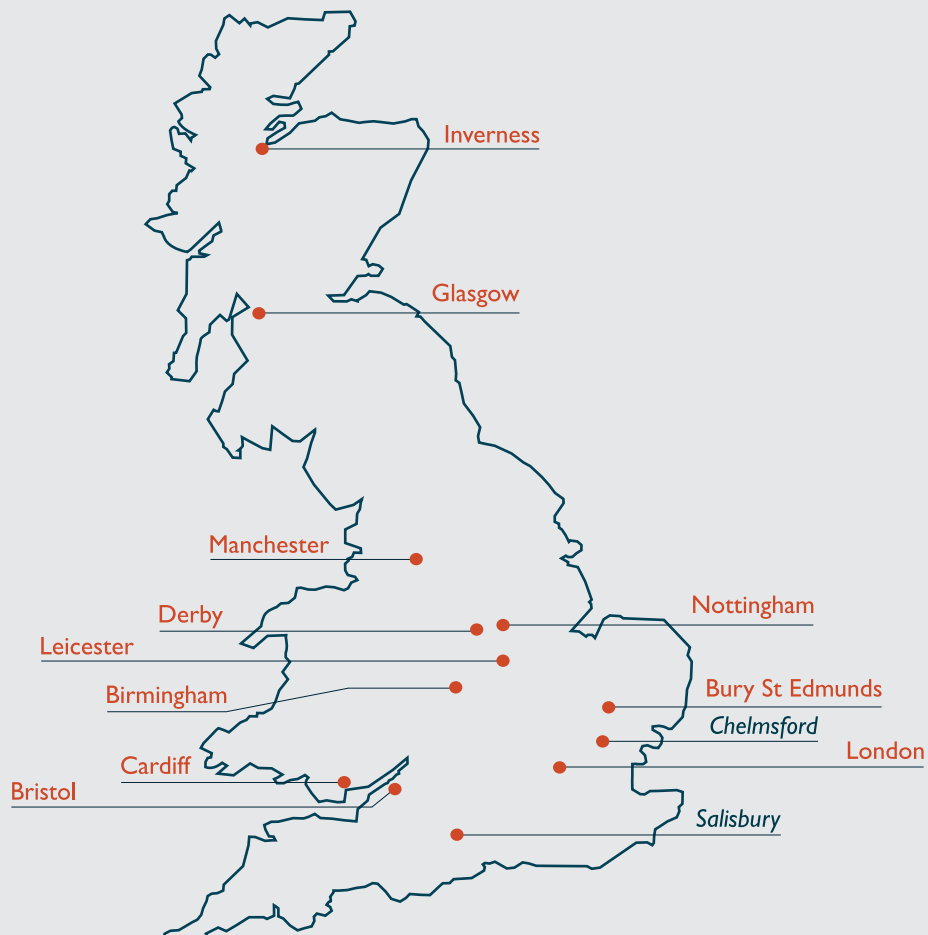 Inverness
Glasgow
Manchester
Nottingham
Derby
Leicester
Bury St Edmunds
Birmingham
Chelmsford
London
Cardiff
Bristol
Salisbury